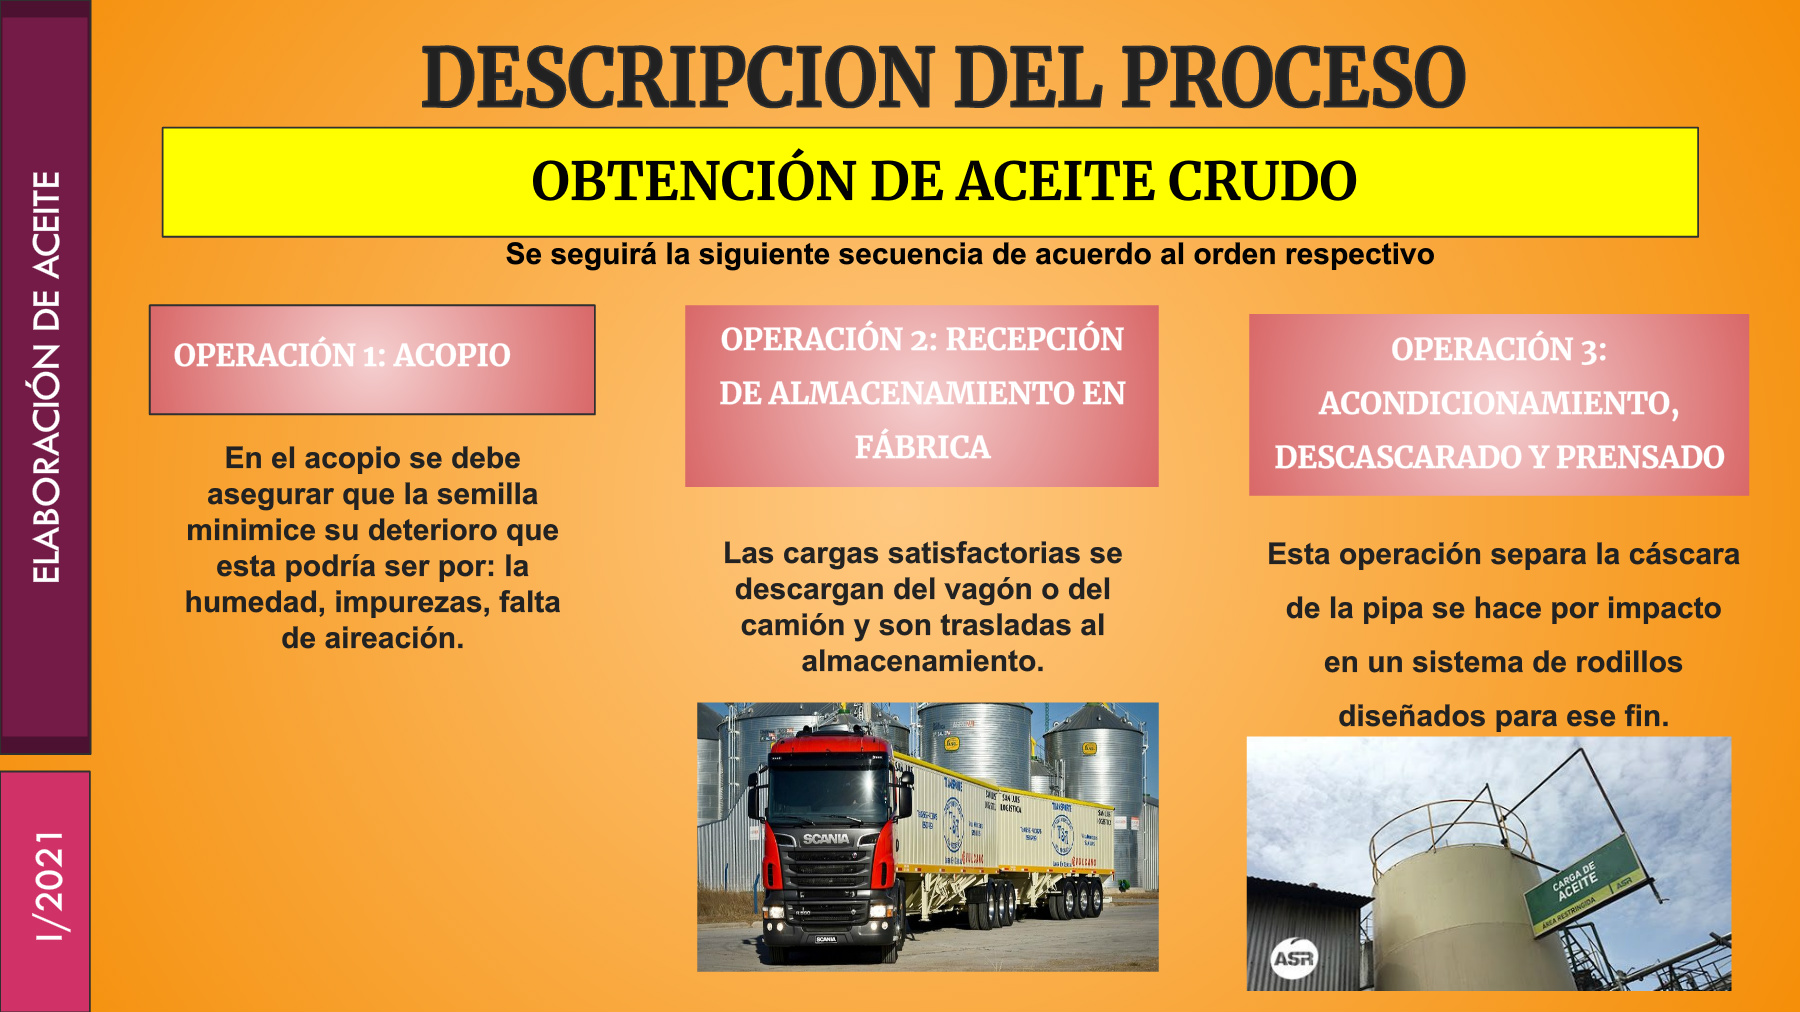 ELABORACIÓN DE ACEITE
I/2021
DESCRIPCION DEL PROCESO
OBTENCIÓN DE ACEITE CRUDO
Se seguirá la siguiente secuencia de acuerdo al orden respectivo
OPERACIÓN 1: ACOPIO
En el acopio se debe
asegurar que la semilla
minimice su deterioro que
esta podría ser por: la
humedad, impurezas, falta
de aireación.
OPERACIÓN 2: RECEPCIÓN
DE ALMACENAMIENTO EN
FÁBRICA
Las cargas satisfactorias se
descargan del vagón o del
camión y son trasladas al
almacenamiento.
SCANIA
SCANIA
OPERACIÓN 3:
ACONDICIONAMIENTO,
DESCASCARADO Y PRENSADO
Esta operación separa la cáscara
de la pipa se hace por impacto
en un sistema de rodillos
diseñados para ese fin.
CARGA DE
ACEITE
ÁREA RESTRINGIDA
ASR
ASR